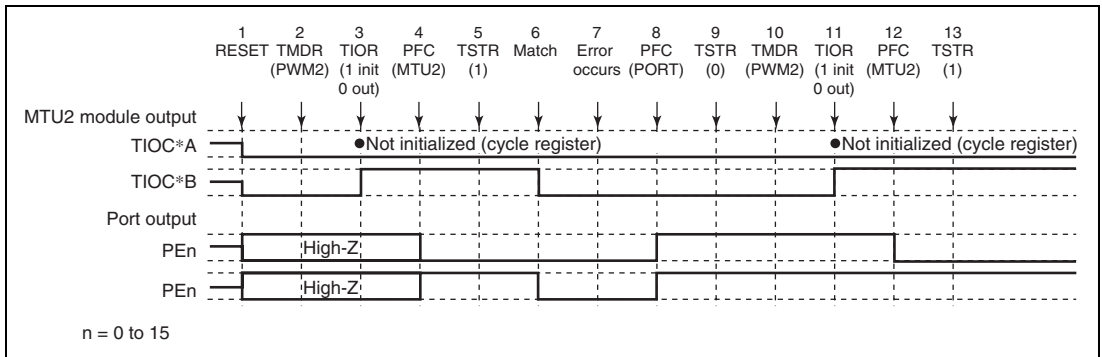 1 2 3 4 5 6 7 8 9 10 11 12 13
RESET TMDR TIOR PFC TSTR Match Error PFC TSTR TMDR TIOR PFC TSTR
(PWM2) (1 init (MTU2) (1) occurs (PORT) (0) (PWM2) (1 init (MTU2) (1)
0 out) 0 out)
MTU2 module output
TIOC*A ●Not initialized (cycle register) ●Not initialized (cycle register)
TIOC*B
Port output
PEn High-Z
PEn High-Z
n = 0 to 15